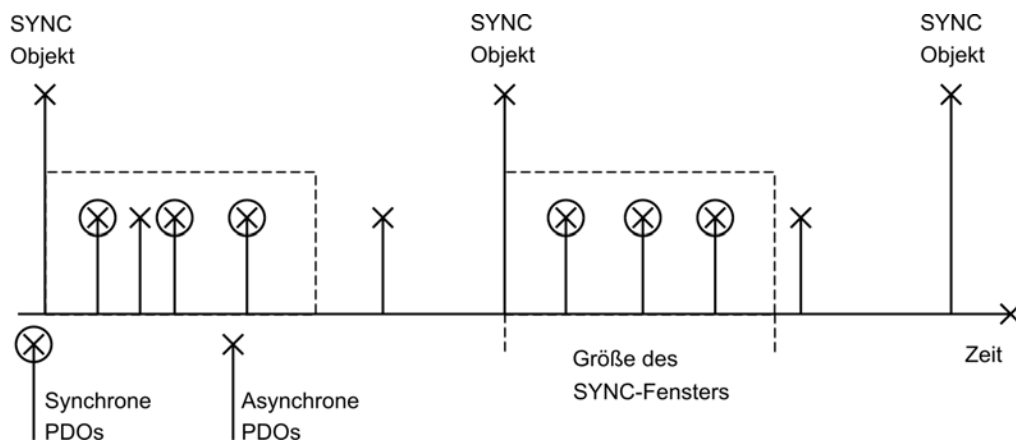 SYNC
Objekt
SYNC
Objekt
SYNC
Objekt
Größe des
SYNC-Fensters
Zeit
Synchrone
PDOs
Asynchrone
PDOs